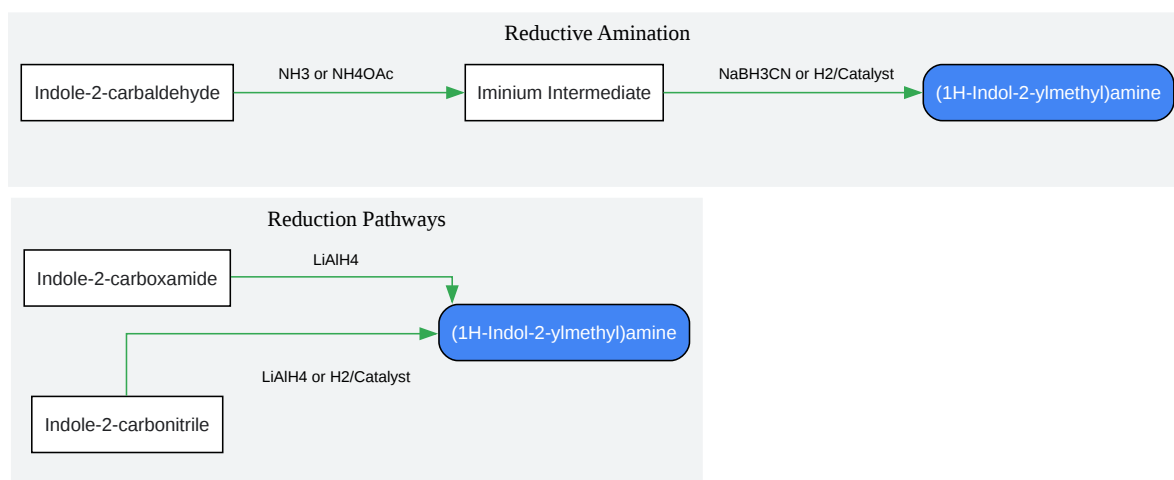 Reductive Amination
Indole-2-carbaldehyde
NH3 or NH4OAc
Iminium Intermediate
NaBH3CN or H2/Catalyst
(1H-Indol-2-ylmethyl)amine
Reduction Pathways
Indole-2-carboxamide
LiAlH4
(1H-Indol-2-ylmethyl)amine
LiAlH4 or H2/Catalyst
Indole-2-carbonitrile